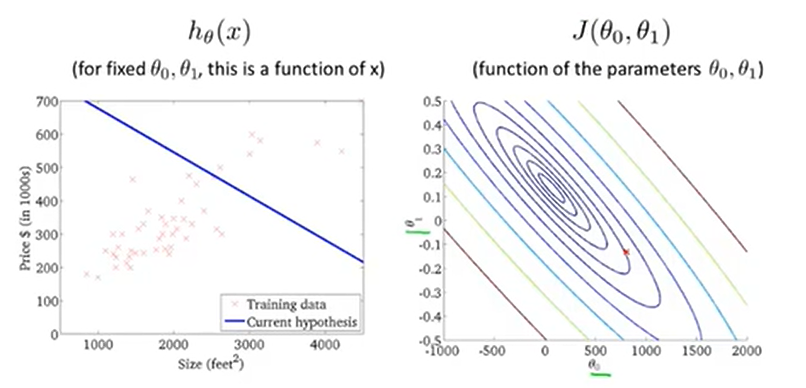 hθ(x)
(for fixed θ₀, θ₁, this is a function of x)
700
600
500
400
300
200
100
0
Price $ (in 1000s)
1000 2000 3000 4000
Size (feet²)
Training data
Current hypothesis
J(θ₀, θ₁)
(function of the parameters θ₀, θ₁)
0.5
0.4
0.3
0.2
0.1
0
-0.1
-0.2
-0.3
-0.4
-0.5
θ₁
-1000 -500 0 500 1000 1500 2000
θ₀